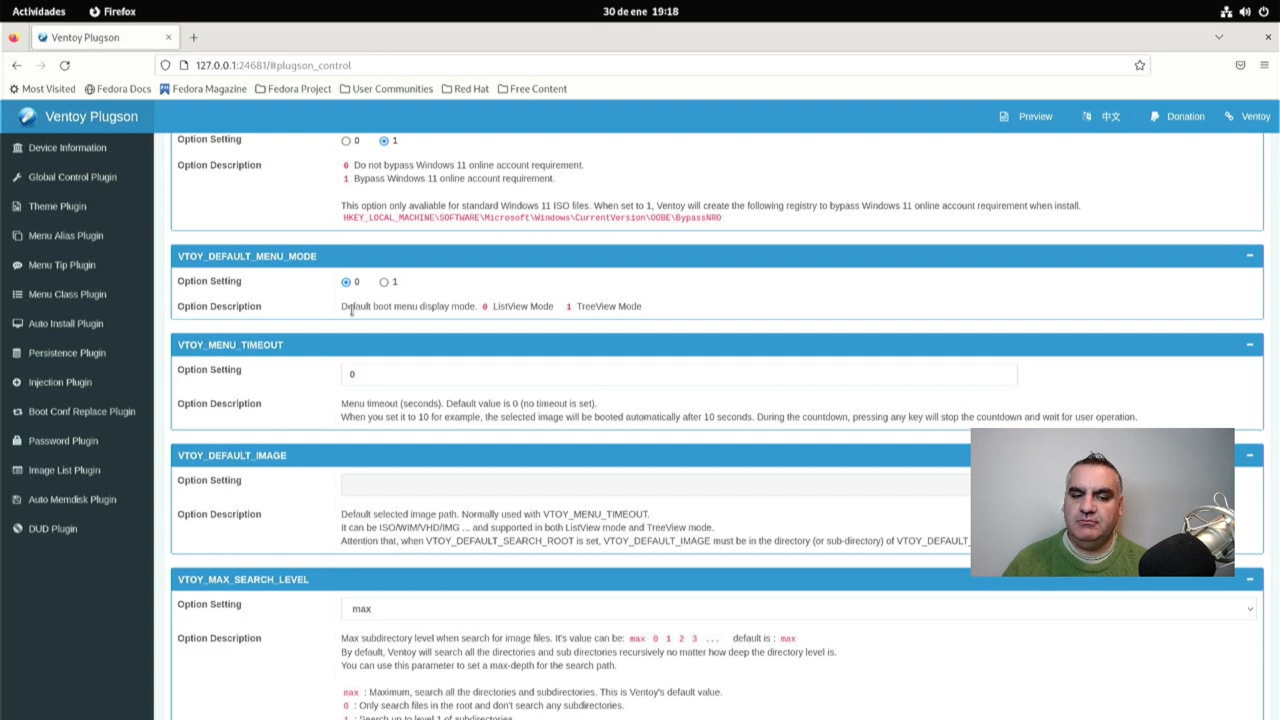 Actividades Firefox 30 de ene 19:18
Ventoy Plugson
127.0.0.1:24681/#plugson_control
Most Visited Fedora Docs Fedora Magazine Fedora Project User Communities Red Hat Free Content
Ventoy Plugson Preview 中文 Donation Ventoy
Device Information
Global Control Plugin
Theme Plugin
Menu Alias Plugin
Menu Tip Plugin
Menu Class Plugin
Auto Install Plugin
Persistence Plugin
Injection Plugin
Boot Conf Replace Plugin
Password Plugin
Image List Plugin
Auto Memdisk Plugin
DUD Plugin
Option Setting 0 1
Option Description 0 Do not bypass Windows 11 online account requirement.
1 Bypass Windows 11 online account requirement.
This option only avaliable for standard Windows 11 ISO files. When set to 1, Ventoy will create the following registry to bypass Windows 11 online account requirement when install.
HKEY_LOCAL_MACHINE\SOFTWARE\Microsoft\Windows\CurrentVersion\OOBE\BypassNRO
VTOY_DEFAULT_MENU_MODE
Option Setting 0 1
Option Description Default boot menu display mode. 0 ListView Mode 1 TreeView Mode
VTOY_MENU_TIMEOUT
Option Setting 0
Option Description Menu timeout (seconds). Default value is 0 (no timeout is set).
When you set it to 10 for example, the selected image will be booted automatically after 10 seconds. During the countdown, pressing any key will stop the countdown and wait for user operation.
VTOY_DEFAULT_IMAGE
Option Setting
Option Description Default selected image path. Normally used with VTOY_MENU_TIMEOUT.
It can be ISO/WIM/VHD/IMG ... and supported in both ListView mode and TreeView mode.
Attention that, when VTOY_DEFAULT_SEARCH_ROOT is set, VTOY_DEFAULT_IMAGE must be in the directory (or sub-directory) of VTOY_DEFAULT_
VTOY_MAX_SEARCH_LEVEL
Option Setting max
Option Description Max subdirectory level when search for image files. It's value can be: max 0 1 2 3 ... default is : max
By default, Ventoy will search all the directories and sub directories recursively no matter how deep the directory level is.
You can use this parameter to set a max-depth for the search path.
max : Maximum, search all the directories and subdirectories. This is Ventoy's default value.
0 : Only search files in the root and don't search any subdirectories.
1 : Search up to level 1 of subdirectories.